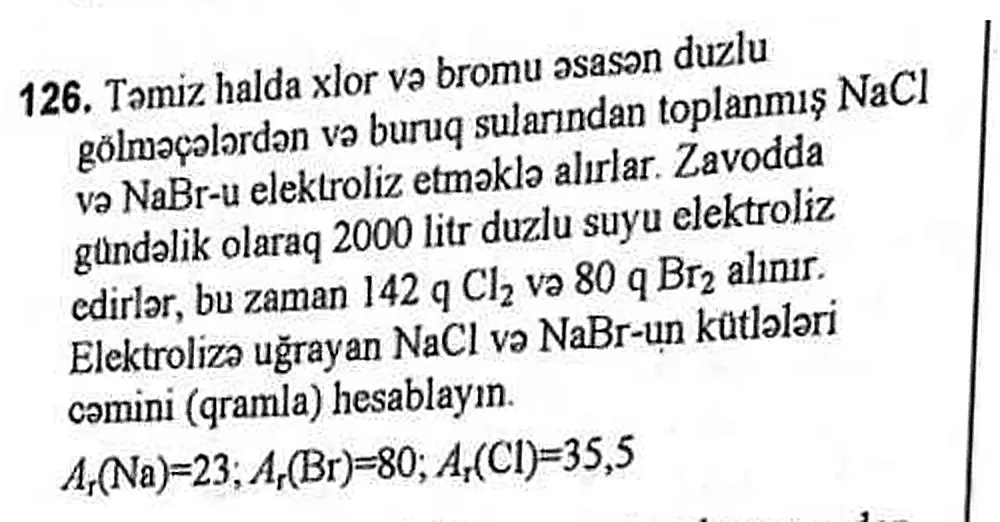 126. Təmiz halda xlor və bromu əsasən duzlu
gölməçələrdən və buruq sularından toplanmış NaCl
və NaBr-u elektroliz etməklə alırlar. Zavodda
gündəlik olaraq 2000 litr duzlu suyu elektroliz
edirlər, bu zaman 142 q Cl₂ və 80 q Br₂ alınır.
Elektrolizə uğrayan NaCl və NaBr-un kütlələri
cəmini (qramla) hesablayın.
Aᵣ(Na)=23; Aᵣ(Br)=80; Aᵣ(Cl)=35,5